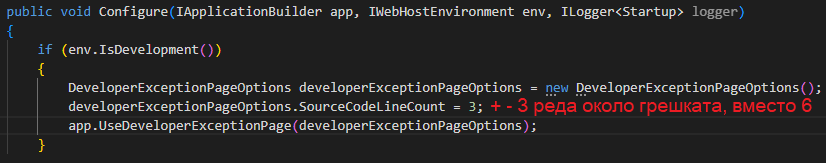 public void Configure(IApplicationBuilder app, IWebHostEnvironment env, ILogger<Startup> logger)
{
if (env.IsDevelopment())
{
DeveloperExceptionPageOptions developerExceptionPageOptions = new DeveloperExceptionPageOptions();
developerExceptionPageOptions.SourceCodeLineCount = 3; + - 3 реда около грешката, вместо 6
app.UseDeveloperExceptionPage(developerExceptionPageOptions);
}